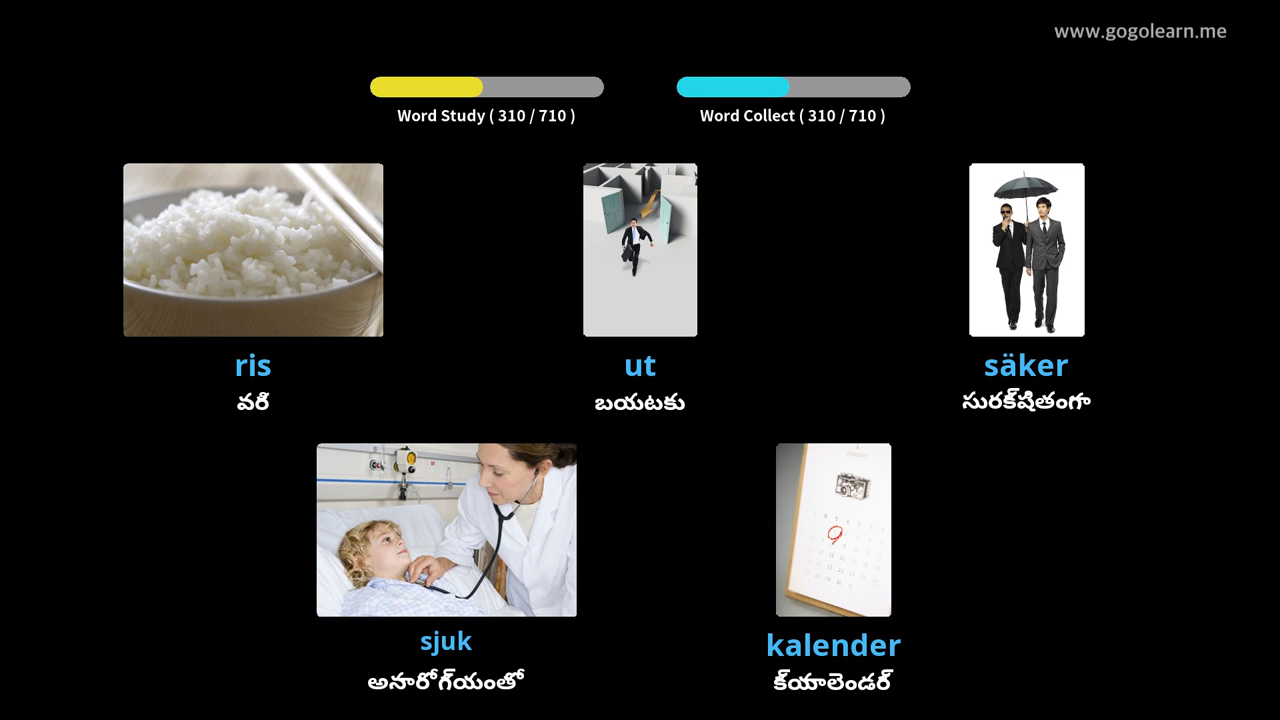 www.gogolearn.me
Word Study ( 310 / 710 )
Word Collect ( 310 / 710 )
ris
వరి
ut
బయటకు
säker
సురక్షితంగా
sjuk
అనారోగ్యంతో
kalender
క్యాలెండర్
9